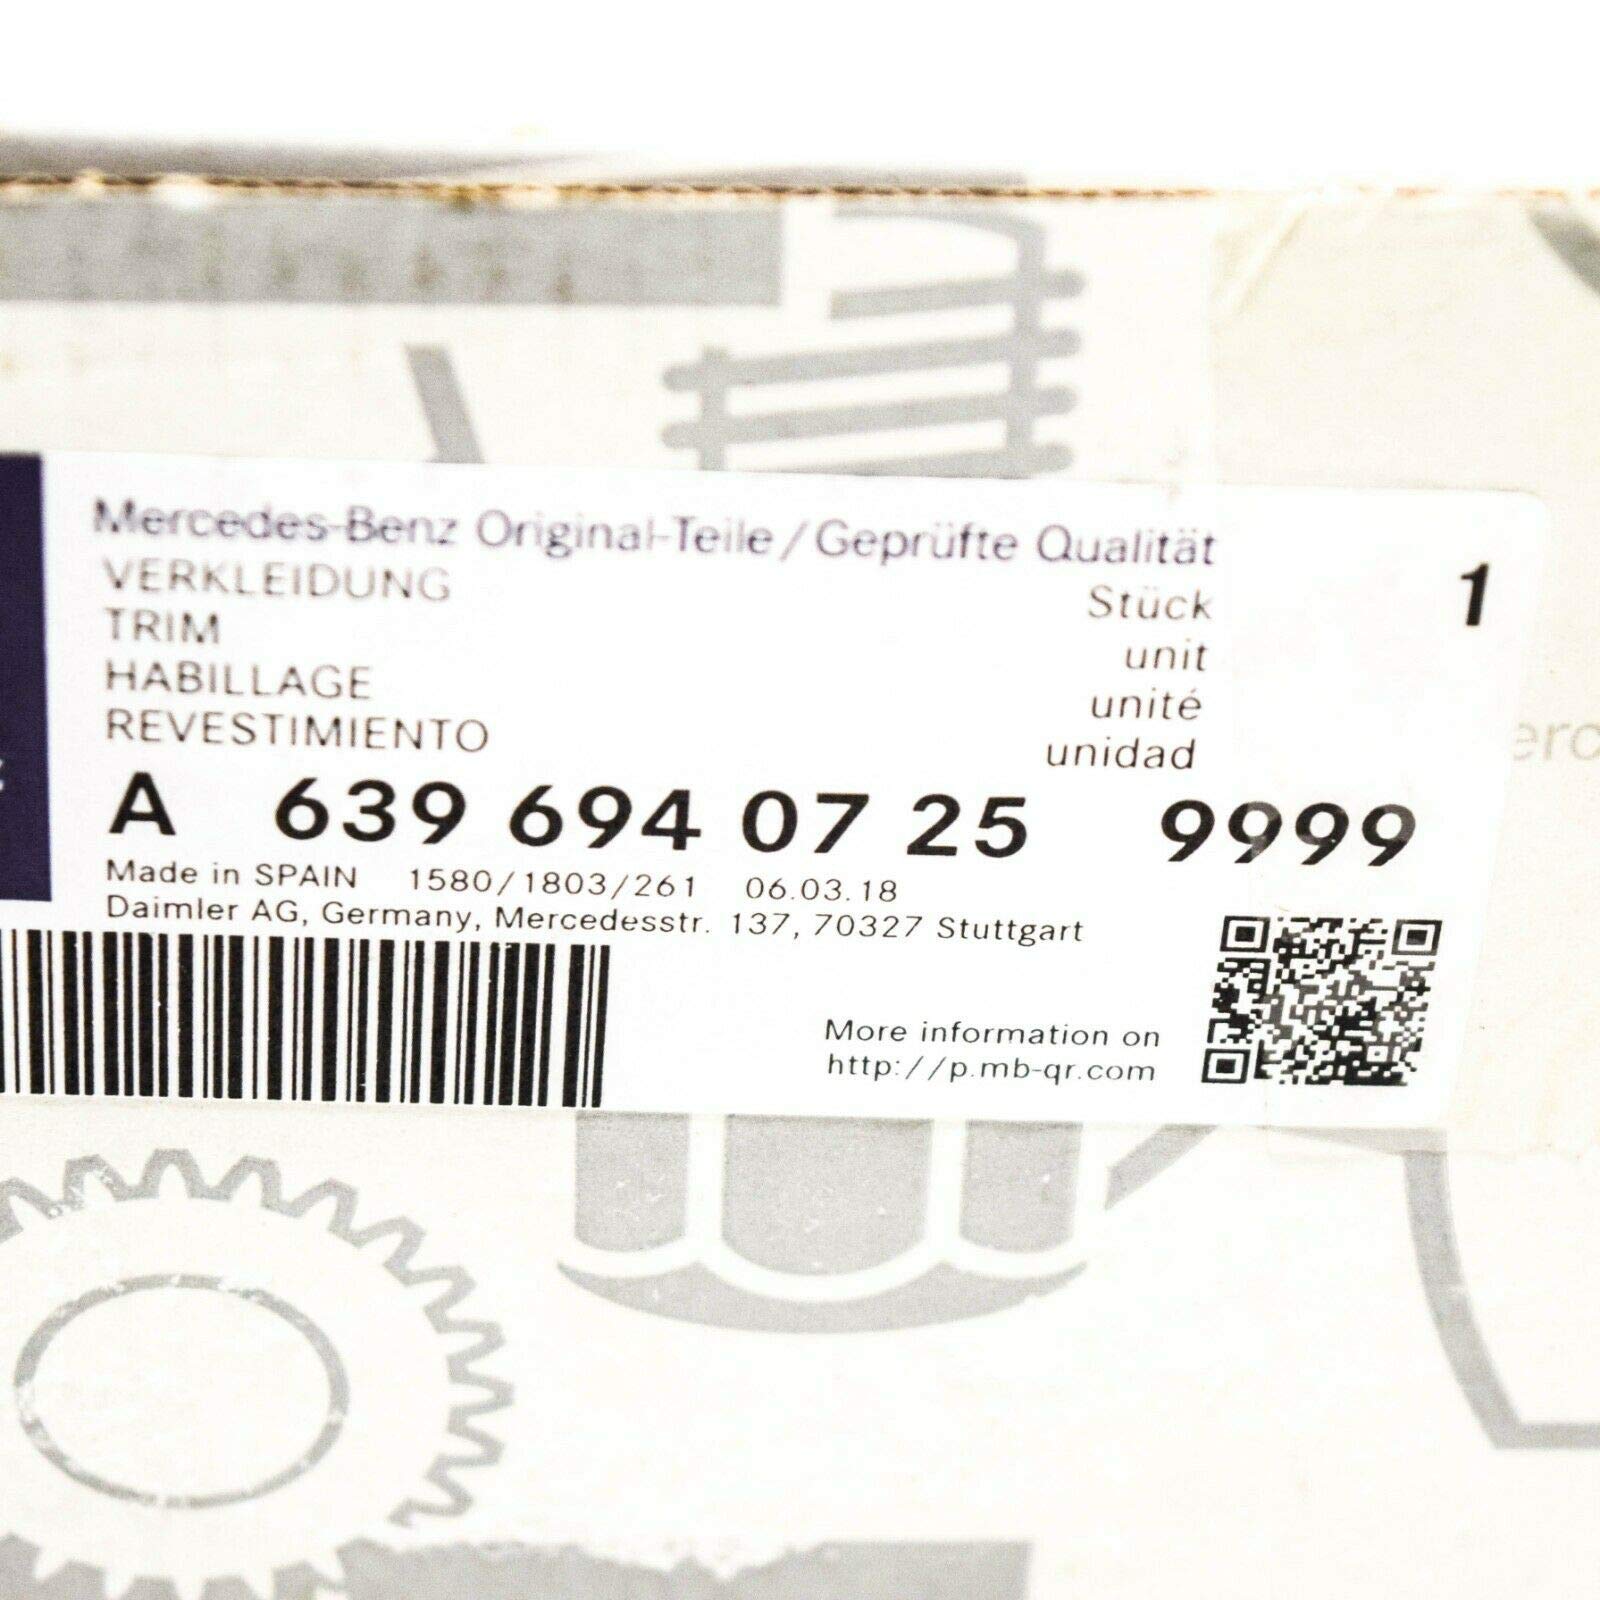 Mercedes-Benz Original-Teile/Geprüfte Qualität
VERKLEIDUNG Stück 1
TRIM unit
HABILLAGE unité
REVESTIMIENTO unidad
A 639 694 07 25 9999
Made in SPAIN 1580/1803/261 06.03.18
Daimler AG, Germany, Mercedesstr. 137, 70327 Stuttgart
More information on
http://p.mb-qr.com
erc